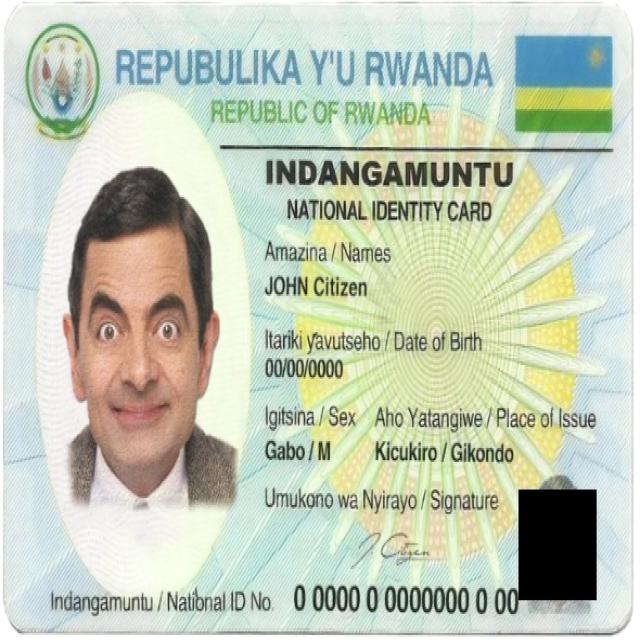 REPUBULIKA Y'U RWANDA
REPUBLIC OF RWANDA
INDANGAMUNTU
NATIONAL IDENTITY CARD
Amazina / Names
JOHN Citizen
Itariki yavutseho / Date of Birth
00/00/0000
Igitsina / Sex Aho Yatangiwe / Place of Issue
Gabo / M Kicukiro / Gikondo
Umukono wa Nyirayo / Signature
J. Citizen
Indangamuntu / National ID No. 0 0000 0 0000000 0 00